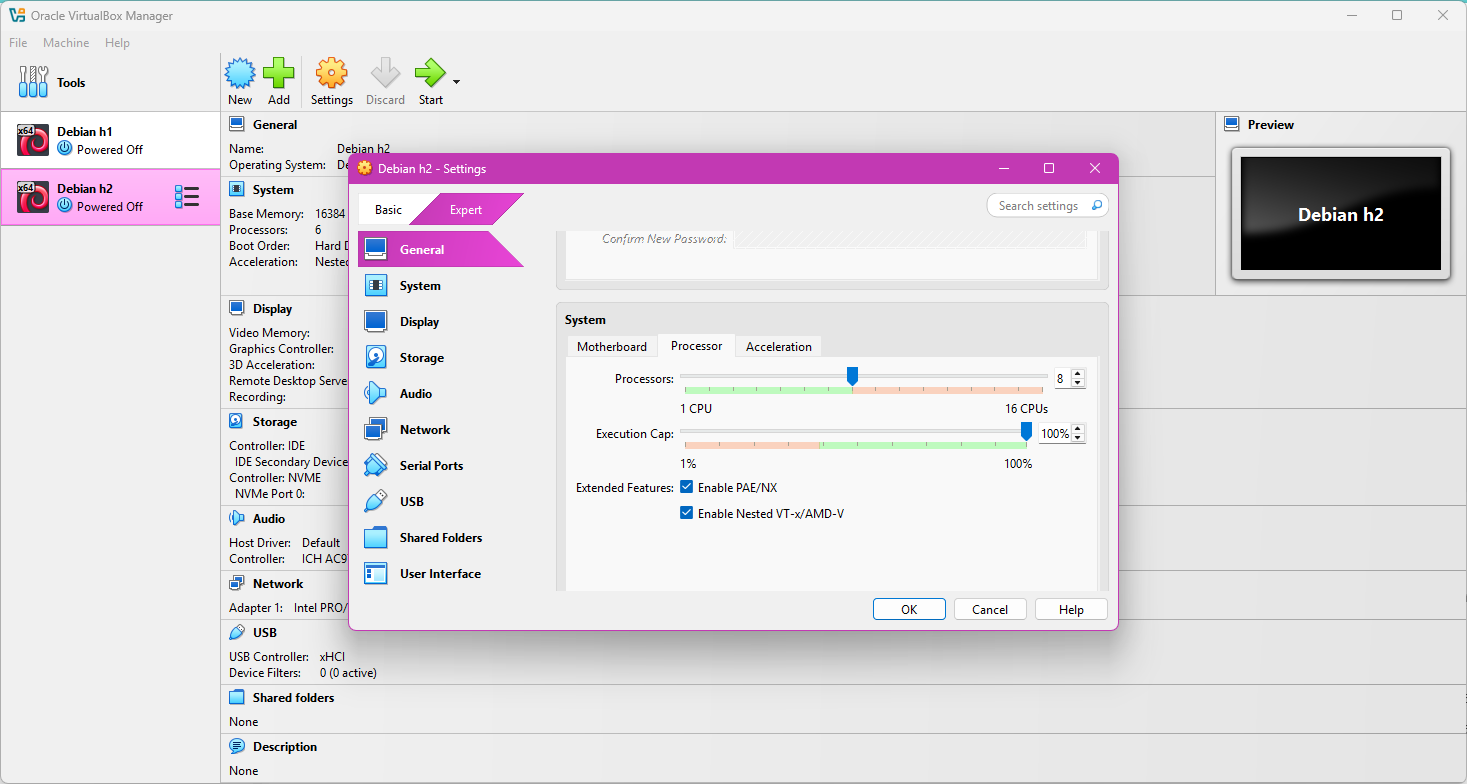 Oracle VirtualBox Manager
File Machine Help
Tools
New Add Settings Discard Start
x64 Debian h1
Powered Off
x64 Debian h2
Powered Off
General
Name: Debian h2
Operating System:
System
Base Memory: 16384
Processors: 6
Boot Order: Hard
Acceleration: Nested
Display
Video Memory:
Graphics Controller:
3D Acceleration:
Remote Desktop Serve
Recording:
Storage
Controller: IDE
IDE Secondary Device
Controller: NVME
NVMe Port 0:
Audio
Host Driver: Default
Controller: ICH AC97
Network
Adapter 1: Intel PRO/
USB
USB Controller: xHCI
Device Filters: 0 (0 active)
Shared folders
None
Description
None
Preview
Debian h2
Debian h2 - Settings
Basic Expert
Search settings
General
System
Display
Storage
Audio
Network
Serial Ports
USB
Shared Folders
User Interface
Confirm New Password:
System
Motherboard Processor Acceleration
Processors: 8
1 CPU 16 CPUs
Execution Cap: 100%
1% 100%
Extended Features: Enable PAE/NX
Enable Nested VT-x/AMD-V
OK Cancel Help